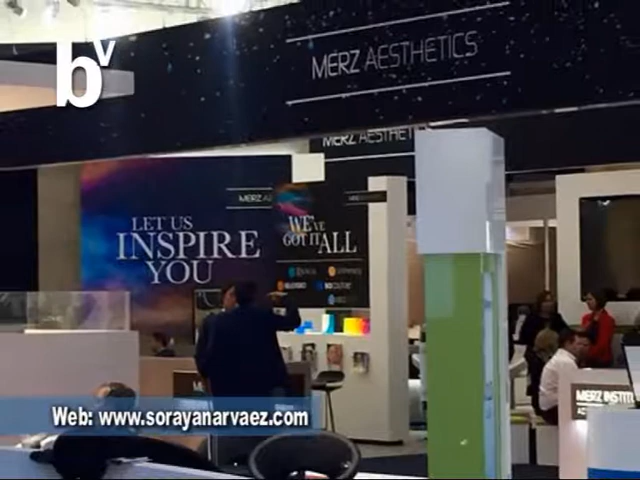 bv
MERZ AESTHETICS
MERZ AESTHETICS
MERZ
LET US
INSPIRE
YOU
WE'VE
GOT IT ALL
MERZ INSTIT
Web: www.sorayanarvaez.com